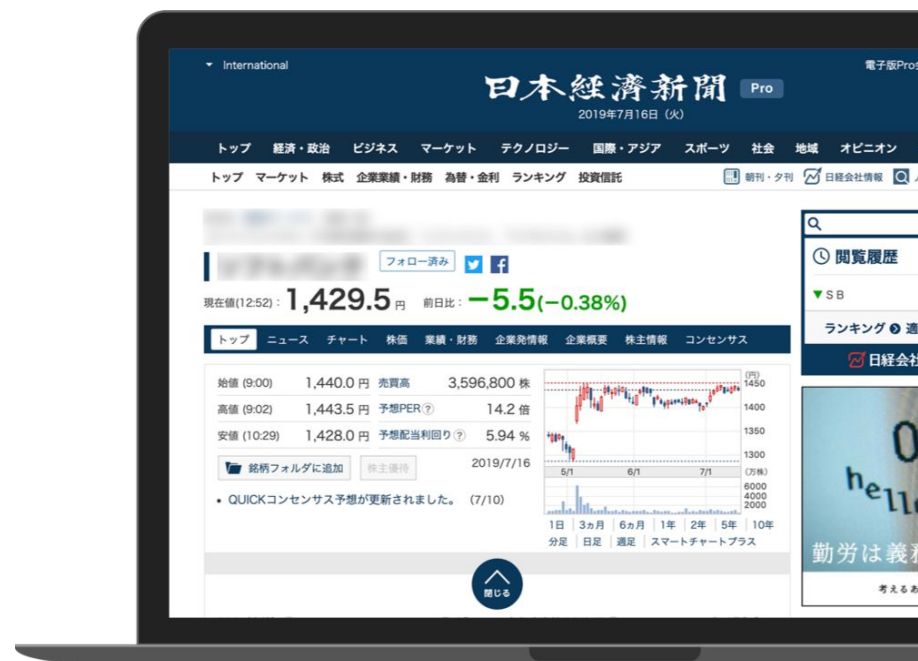 International
電子版Pro
日本経済新聞 Pro
2019年7月16日（火）
トップ 経済・政治 ビジネス マーケット テクノロジー 国際・アジア スポーツ 社会 地域 オピニオン
トップ マーケット 株式 企業業績・財務 為替・金利 ランキング 投資信託 朝刊・夕刊 日経会社情報
フォロー済み
閲覧履歴
現在値(12:52): 1,429.5 円 前日比: −5.5(−0.38%)
▼SB
ランキング
トップ ニュース チャート 株価 業績・財務 企業発情報 企業概要 株主情報 コンセンサス
日経会社
始値 (9:00) 1,440.0 円 売買高 3,596,800 株
高値 (9:02) 1,443.5 円 予想PER ? 14.2 倍
安値 (10:29) 1,428.0 円 予想配当利回り ? 5.94 %
銘柄フォルダに追加 株主優待 2019/7/16
• QUICKコンセンサス予想が更新されました。 (7/10)
(円)
1450
1400
1350
1300
5/1 6/1 7/1 (万株)
6000
4000
2000
1日 3ヵ月 6ヵ月 1年 2年 5年 10年
分足 日足 週足 スマートチャートプラス
勤労は義
考えるあ
閉じる